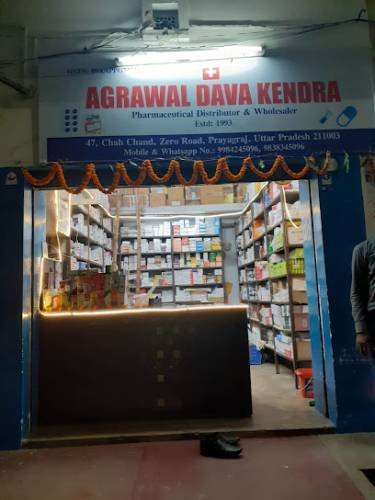 AGRAWAL DAVA KENDRA
Pharmaceutical Distributor & Wholesaler
Estd: 1993
47, Chah Chand, Zero Road, Prayagraj, Uttar Pradesh 211003
Mobile & Whatsapp No.: 9984245096, 9838345096